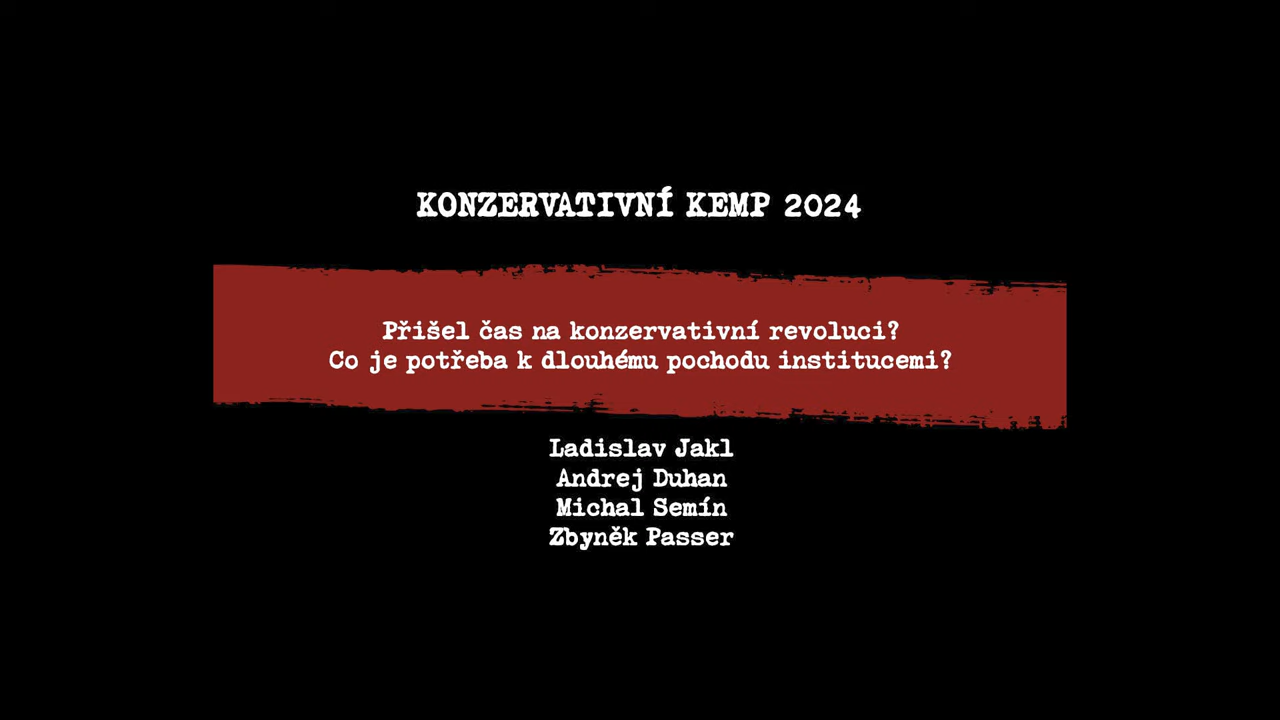 KONZERVATIVNÍ KEMP 2024
Přišel čas na konzervativní revoluci?
Co je potřeba k dlouhému pochodu institucemi?
Ladislav Jakl
Andrej Duhan
Michal Semín
Zbyněk Passer